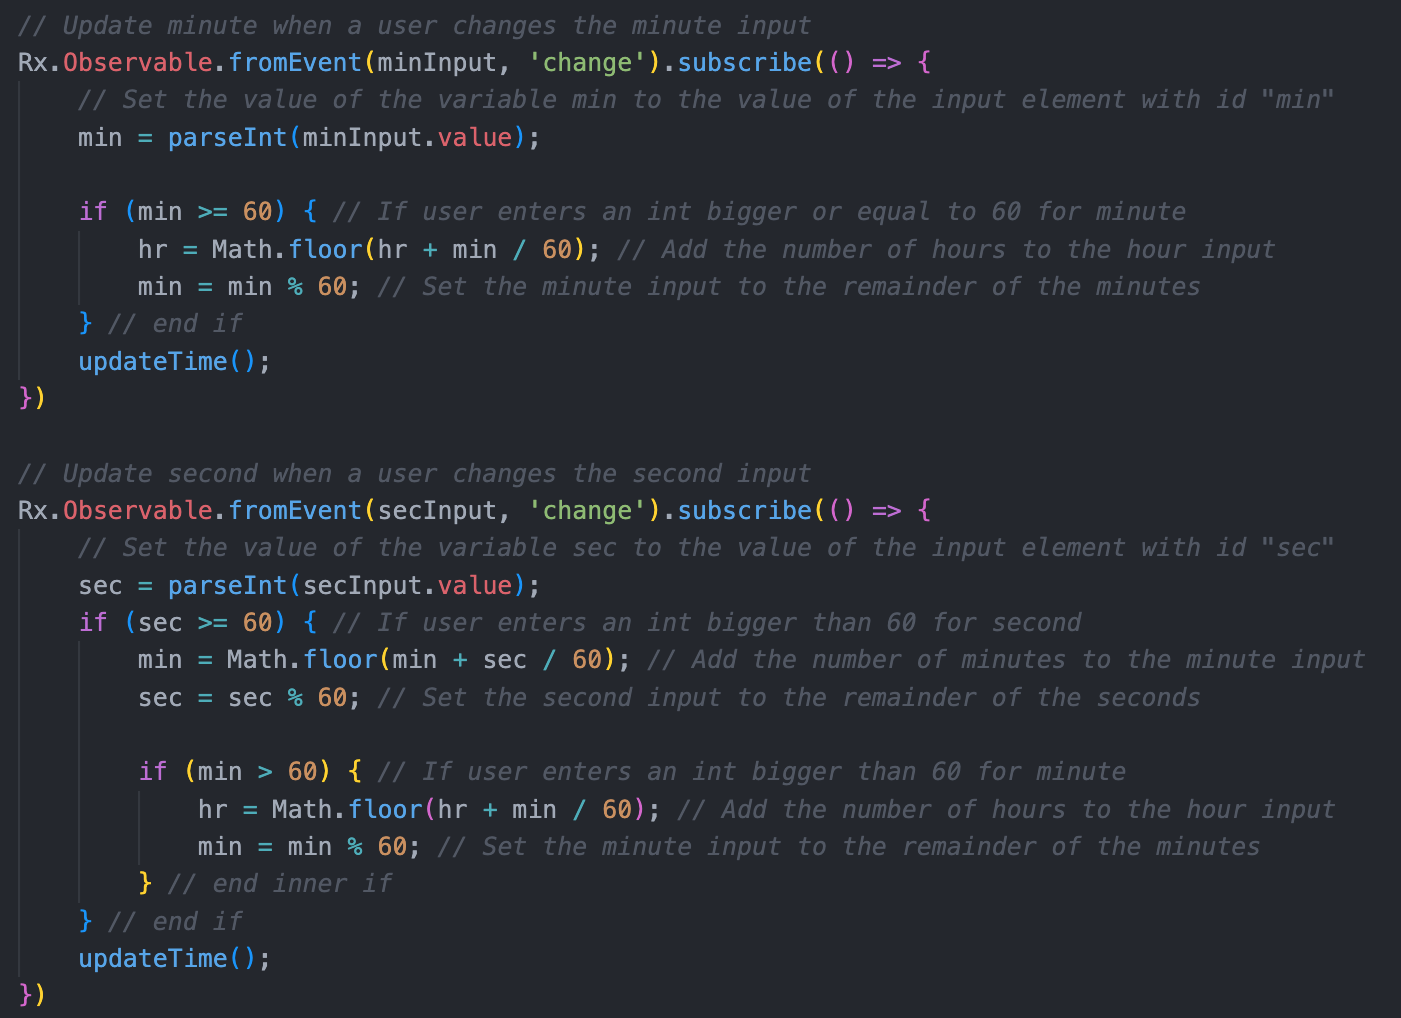 // Update minute when a user changes the minute input
Rx.Observable.fromEvent(minInput, 'change').subscribe(() => {
    // Set the value of the variable min to the value of the input element with id "min"
    min = parseInt(minInput.value);

    if (min >= 60) { // If user enters an int bigger or equal to 60 for minute
        hr = Math.floor(hr + min / 60); // Add the number of hours to the hour input
        min = min % 60; // Set the minute input to the remainder of the minutes
    } // end if
    updateTime();
})

// Update second when a user changes the second input
Rx.Observable.fromEvent(secInput, 'change').subscribe(() => {
    // Set the value of the variable sec to the value of the input element with id "sec"
    sec = parseInt(secInput.value);
    if (sec >= 60) { // If user enters an int bigger than 60 for second
        min = Math.floor(min + sec / 60); // Add the number of minutes to the minute input
        sec = sec % 60; // Set the second input to the remainder of the seconds

        if (min > 60) { // If user enters an int bigger than 60 for minute
            hr = Math.floor(hr + min / 60); // Add the number of hours to the hour input
            min = min % 60; // Set the minute input to the remainder of the minutes
        } // end inner if
    } // end if
    updateTime();
})